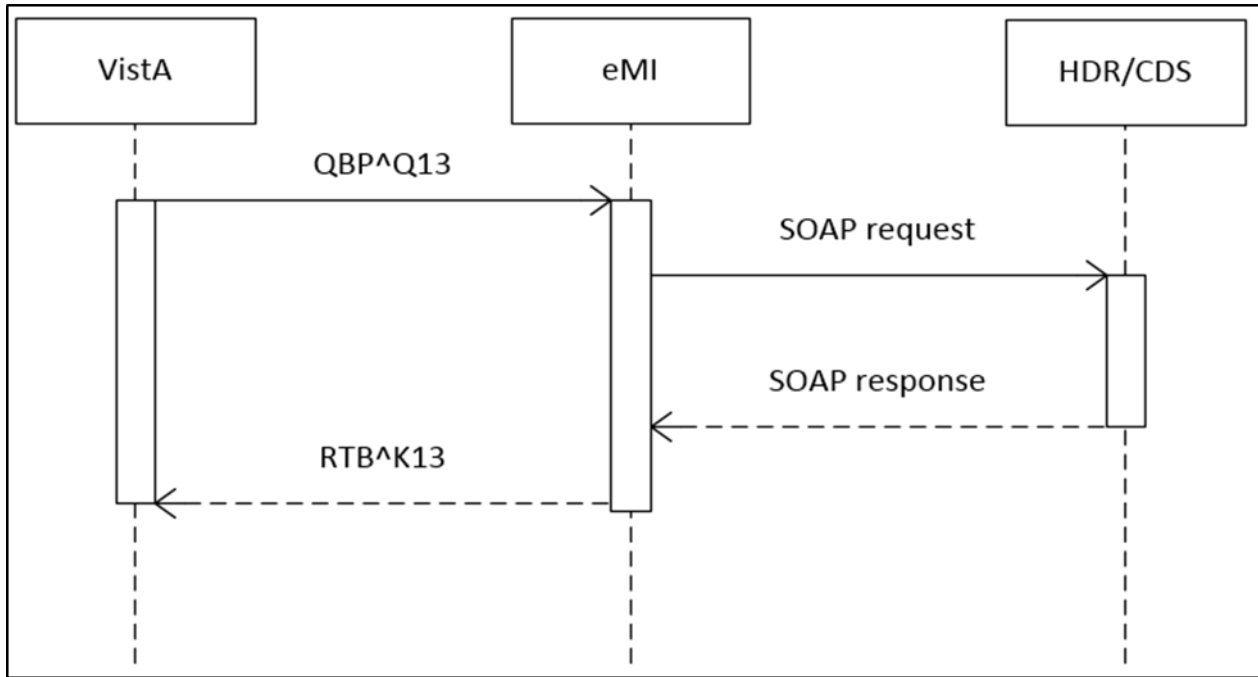 VistA
eMI
HDR/CDS
QBP^Q13
SOAP request
SOAP response
RTB^K13